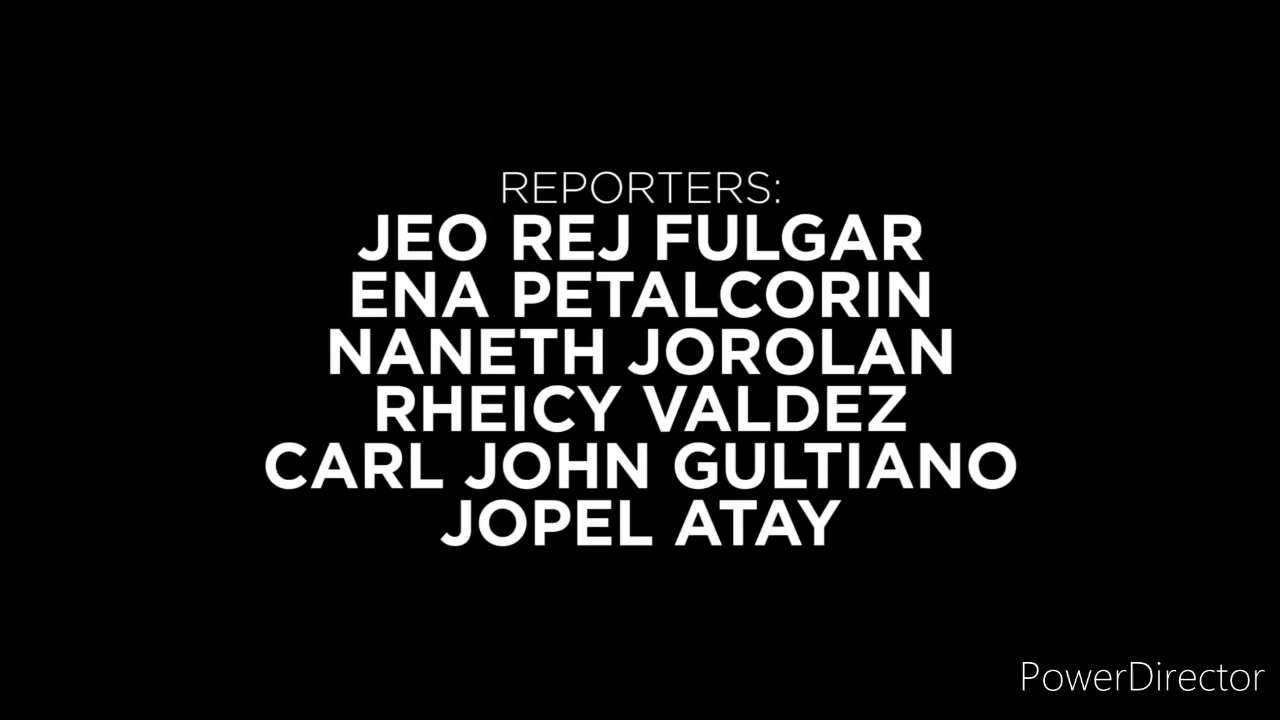 REPORTERS:
JEO REJ FULGAR
ENA PETALCORIN
NANETH JOROLAN
RHEICY VALDEZ
CARL JOHN GULTIANO
JOPEL ATAY
PowerDirector